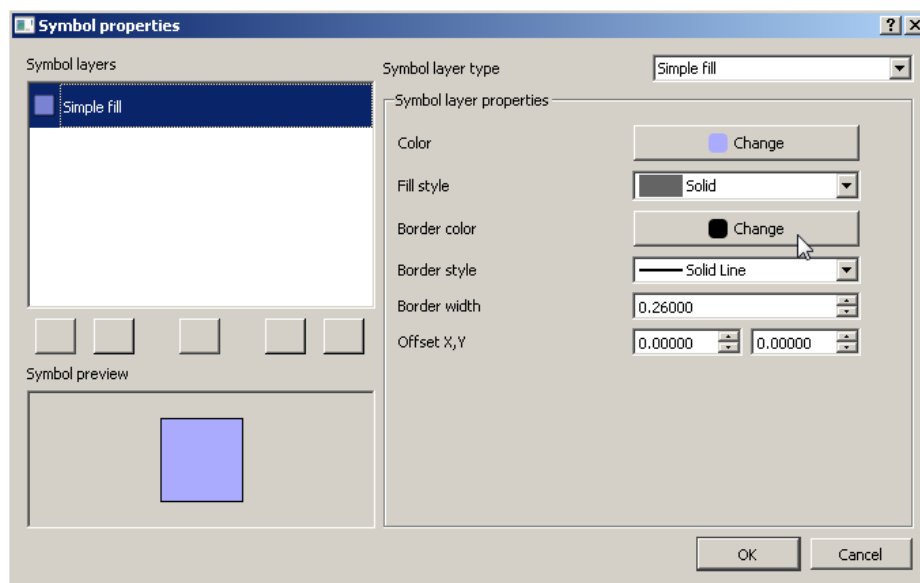 Symbol properties
Symbol layers
Simple fill
Symbol preview
Symbol layer type
Simple fill
Symbol layer properties
Color
Change
Fill style
Solid
Border color
Change
Border style
Solid Line
Border width
0.26000
Offset X,Y
0.00000
0.00000
OK
Cancel